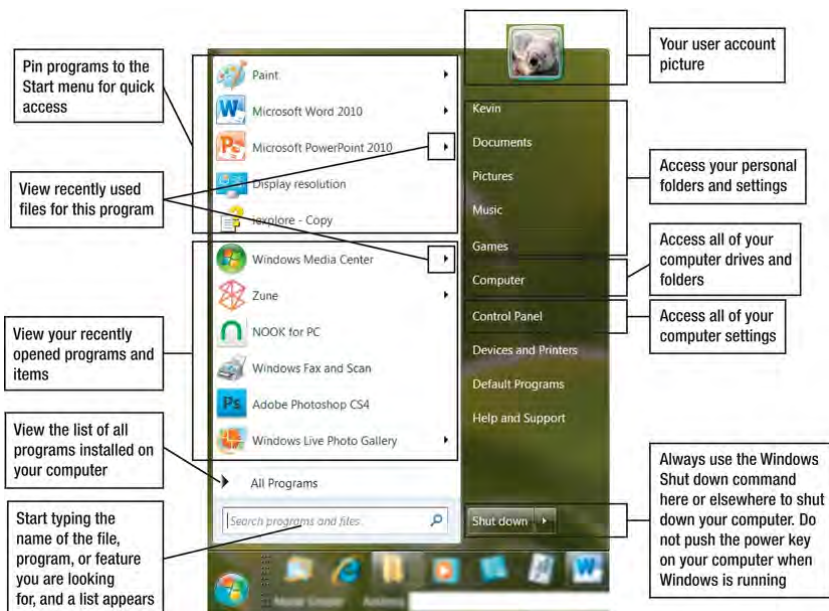 Pin programs to the
Start menu for quick
access
View recently used
files for this program
View your recently
opened programs and
items
View the list of all
programs installed on
your computer
Start typing the
name of the file,
program, or feature
you are looking
for, and a list appears
Paint
Microsoft Word 2010
Microsoft PowerPoint 2010
Display resolution
iexplore - Copy
Windows Media Center
Zune
NOOK for PC
Windows Fax and Scan
Ps Adobe Photoshop CS4
Windows Live Photo Gallery
All Programs
Search programs and files
Kevin
Documents
Pictures
Music
Games
Computer
Control Panel
Devices and Printers
Default Programs
Help and Support
Shut down
Your user account
picture
Access your personal
folders and settings
Access all of your
computer drives and
folders
Access all of your
computer settings
Always use the Windows
Shut down command
here or elsewhere to shut
down your computer. Do
not push the power key
on your computer when
Windows is running